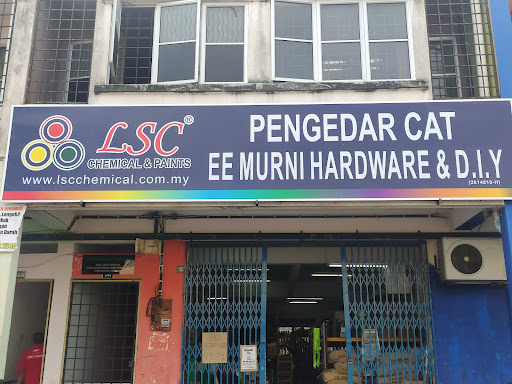 LSC®
CHEMICAL & PAINTS
www.lscchemical.com.my
PENGEDAR CAT
EE MURNI HARDWARE & D.I.Y